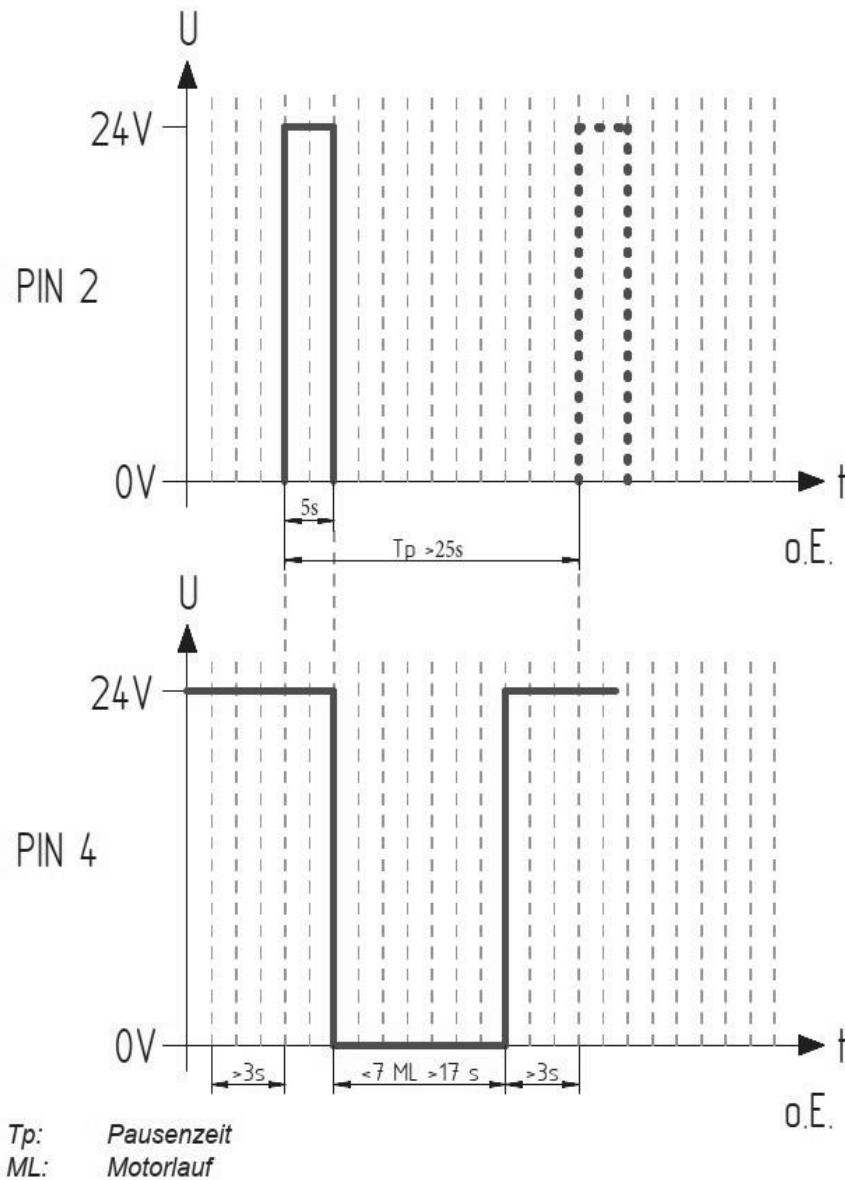 U
24V
PIN 2
0V
t
5s
o.E.
Tp >25s
U
24V
PIN 4
0V
t
>3s
<7 ML >17 s
>3s
o.E.
Tp: Pausenzeit
ML: Motorlauf